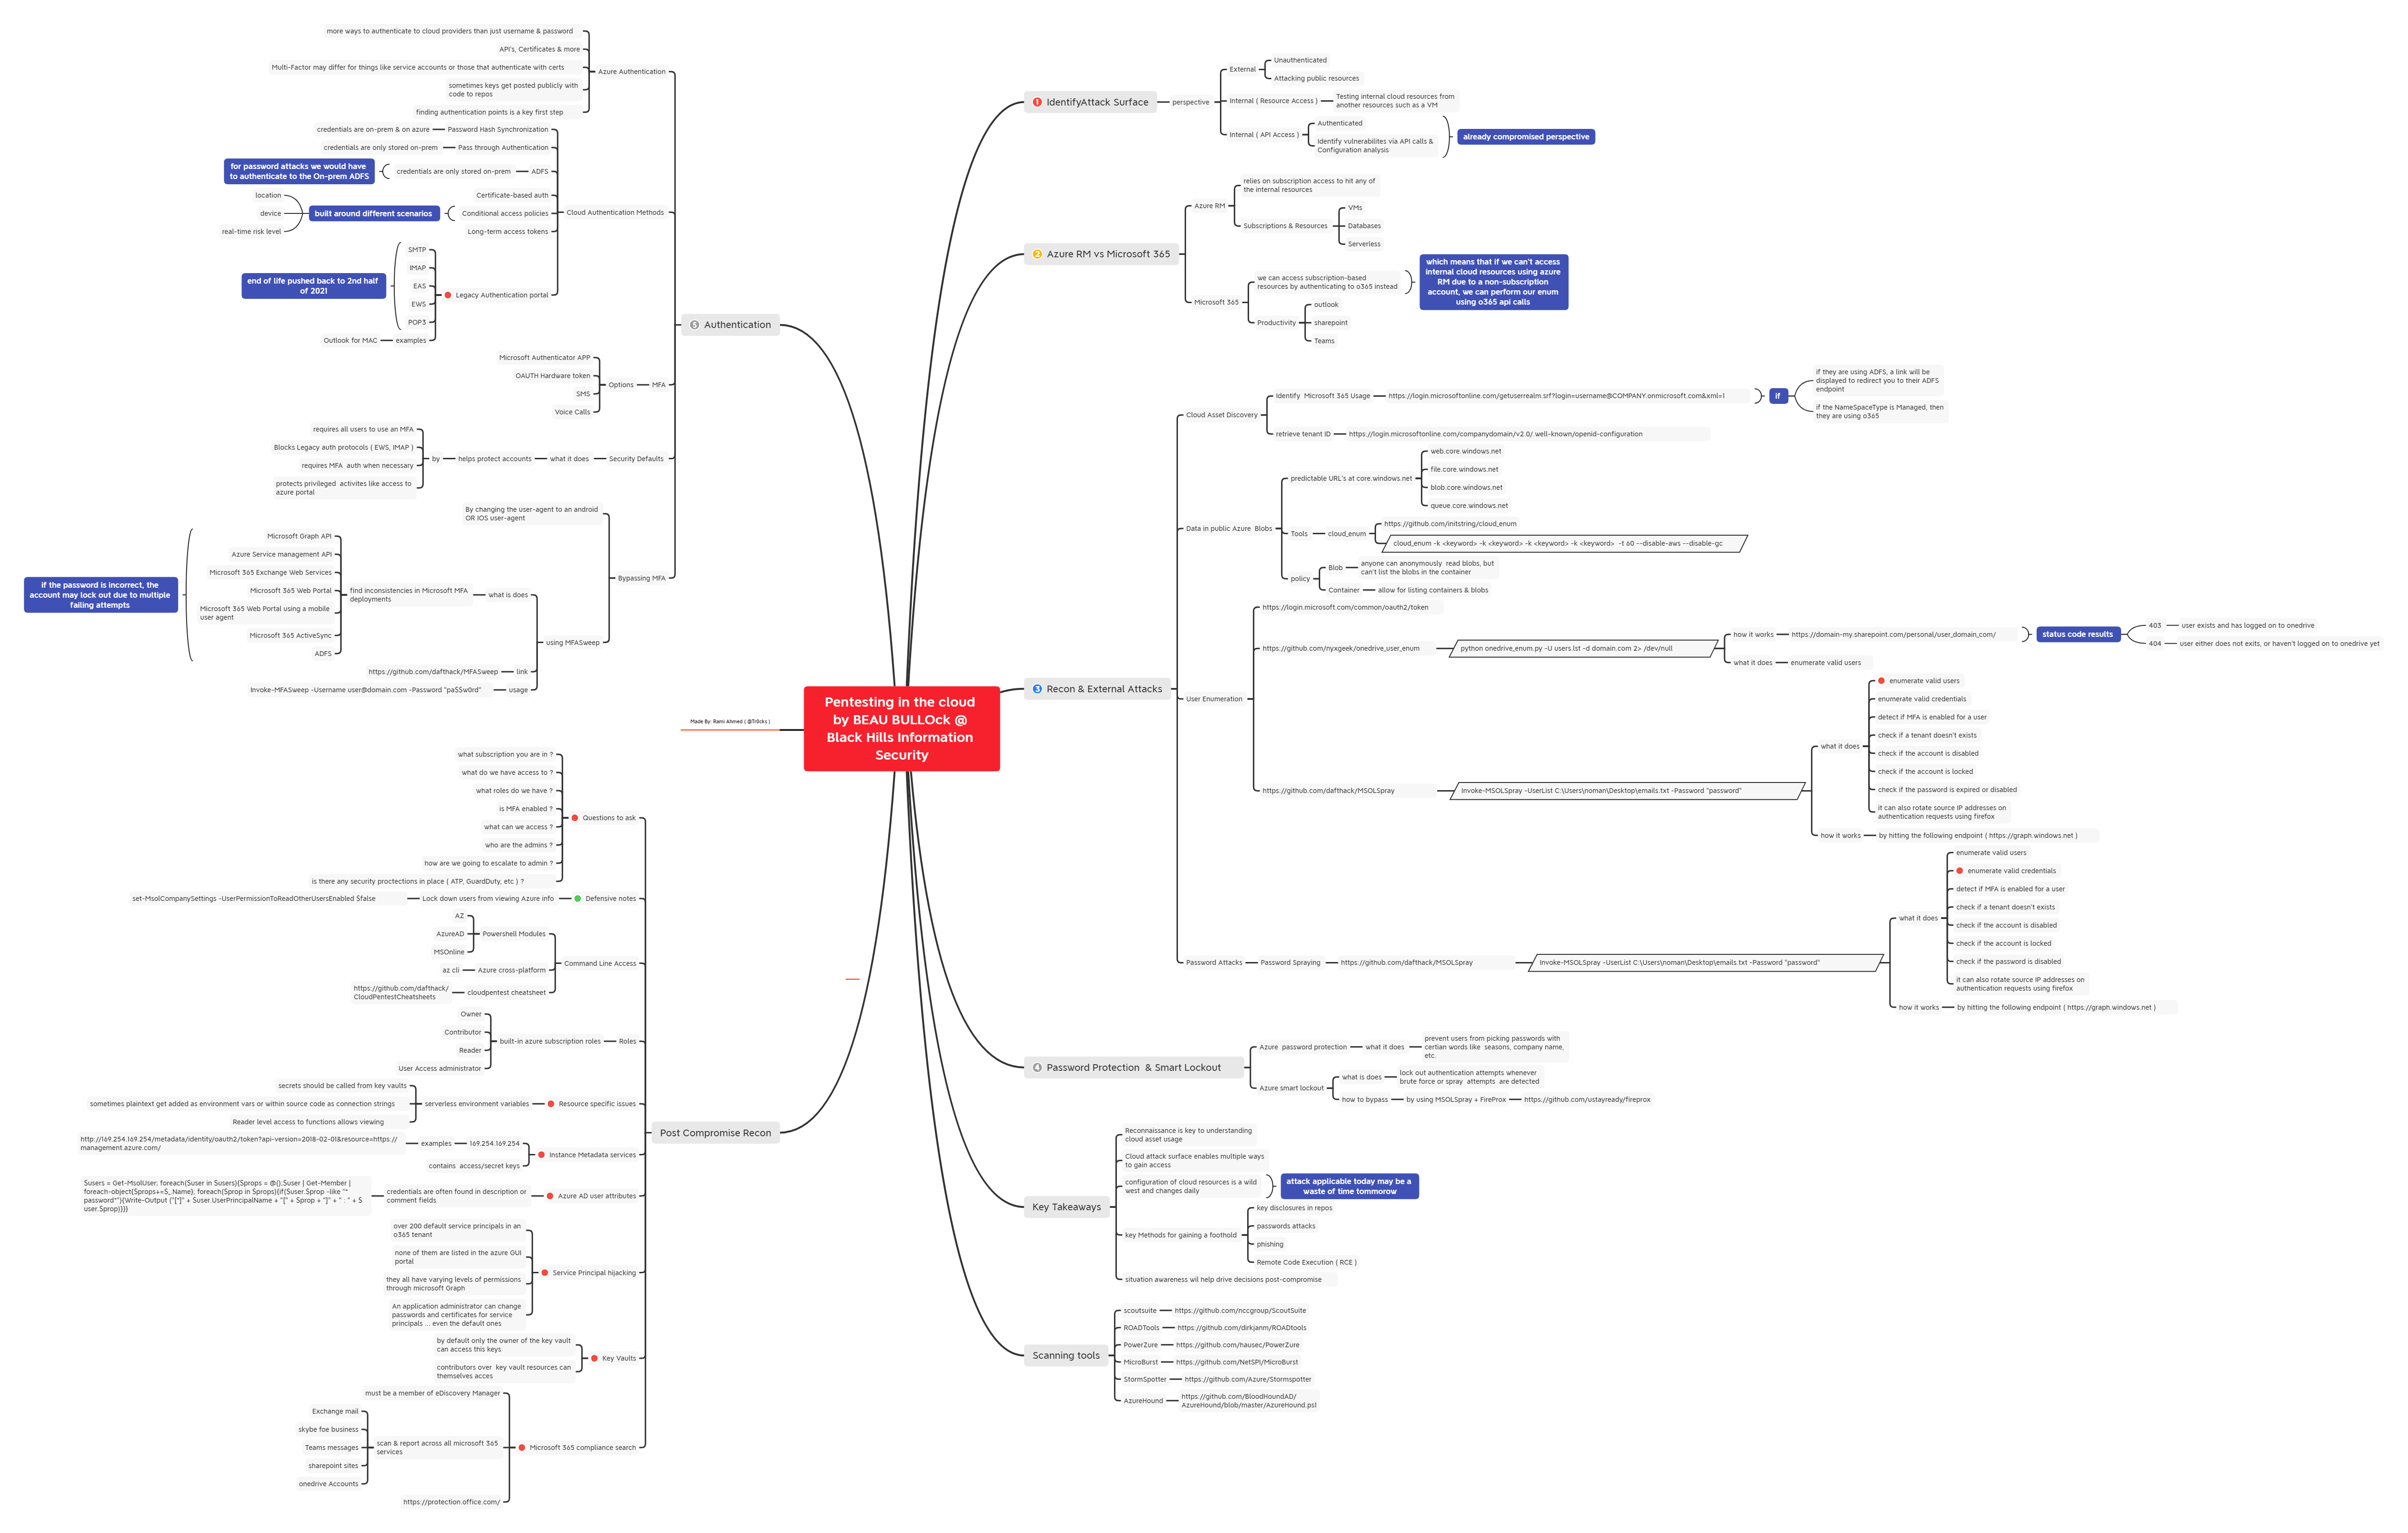 Pentesting in the cloud
by BEAU BULLOck @
Black Hills Information
Security
Made By: Rami Ahmed ( @Tr0cks )
1 IdentifyAttack Surface
perspective
External
Unauthenticated
Attacking public resources
Internal ( Resource Access )
Testing internal cloud resources from
another resources such as a VM
Internal ( API Access )
Authenticated
Identify vulnerabilites via API calls &
Configuration analysis
already compromised perspective
2 Azure RM vs Microsoft 365
Azure RM
relies on subscription access to hit any of
the internal resources
Subscriptions & Resources
VMs
Databases
Serverless
Microsoft 365
we can access subscription-based
resources by authenticating to o365 instead
which means that if we can't access
internal cloud resources using azure
RM due to a non-subscription
account, we can perform our enum
using o365 api calls
Productivity
outlook
sharepoint
Teams
3 Recon & External Attacks
Cloud Asset Discovery
Identify Microsoft 365 Usage
https://login.microsoftonline.com/getuserrealm.srf?login=username@COMPANY.onmicrosoft.com&xml=1
if
if they are using ADFS, a link will be
displayed to redirect you to their ADFS
endpoint
if the NameSpaceType is Managed, then
they are using o365
retrieve tenant ID
https://login.microsoftonline.com/companydomain/v2.0/.well-known/openid-configuration
Data in public Azure Blobs
predictable URL's at core.windows.net
web.core.windows.net
file.core.windows.net
blob.core.windows.net
queue.core.windows.net
Tools
cloud_enum
https://github.com/initstring/cloud_enum
cloud_enum -k <keyword> -k <keyword> -k <keyword> -k <keyword> -t 60 --disable-aws --disable-gc
policy
Blob
anyone can anonymously read blobs, but
can't list the blobs in the container
Container
allow for listing containers & blobs
User Enumeration
https://login.microsoft.com/common/oauth2/token
https://github.com/nyxgeek/onedrive_user_enum
python onedrive_enum.py -U users.lst -d domain.com 2> /dev/null
how it works
https://domain-my.sharepoint.com/personal/user_domain_com/
status code results
403
user exists and has logged on to onedrive
404
user either does not exits, or haven't logged on to onedrive yet
what it does
enumerate valid users
https://github.com/dafthack/MSOLSpray
Invoke-MSOLSpray -UserList C:\Users\noman\Desktop\emails.txt -Password "password"
what it does
enumerate valid users
enumerate valid credentials
detect if MFA is enabled for a user
check if a tenant doesn't exists
check if the account is disabled
check if the account is locked
check if the password is expired or disabled
it can also rotate source IP addresses on
authentication requests using firefox
how it works
by hitting the following endpoint ( https://graph.windows.net )
Password Attacks
Password Spraying
https://github.com/dafthack/MSOLSpray
Invoke-MSOLSpray -UserList C:\Users\noman\Desktop\emails.txt -Password "password"
what it does
enumerate valid users
enumerate valid credentials
detect if MFA is enabled for a user
check if a tenant doesn't exists
check if the account is disabled
check if the account is locked
check if the password is disabled
it can also rotate source IP addresses on
authentication requests using firefox
how it works
by hitting the following endpoint ( https://graph.windows.net )
4 Password Protection & Smart Lockout
Azure password protection
what it does
prevent users from picking passwords with
certian words like seasons, company name,
etc.
Azure smart lockout
what is does
lock out authentication attempts whenever
brute force or spray attempts are detected
how to bypass
by using MSOLSpray + FireProx
https://github.com/ustayready/fireprox
Key Takeaways
Reconnaissance is key to understanding
cloud asset usage
Cloud attack surface enables multiple ways
to gain access
configuration of cloud resources is a wild
west and changes daily
attack applicable today may be a
waste of time tommorow
key Methods for gaining a foothold
key disclosures in repos
passwords attacks
phishing
Remote Code Execution ( RCE )
situation awareness wil help drive decisions post-compromise
Scanning tools
scoutsuite
https://github.com/nccgroup/ScoutSuite
ROADTools
https://github.com/dirkjanm/ROADtools
PowerZure
https://github.com/hausec/PowerZure
MicroBurst
https://github.com/NetSPI/MicroBurst
StormSpotter
https://github.com/Azure/Stormspotter
AzureHound
https://github.com/BloodHoundAD/
AzureHound/blob/master/AzureHound.ps1
5 Authentication
Azure Authentication
more ways to authenticate to cloud providers than just username & password
API's, Certificates & more
Multi-Factor may differ for things like service accounts or those that authenticate with certs
sometimes keys get posted publicly with
code to repos
finding authentication points is a key first step
Cloud Authentication Methods
Password Hash Synchronization
credentials are on-prem & on azure
Pass through Authentication
credentials are only stored on-prem
ADFS
credentials are only stored on-prem
for password attacks we would have
to authenticate to the On-prem ADFS
Certificate-based auth
Conditional access policies
built around different scenarios
location
device
real-time risk level
Long-term access tokens
Legacy Authentication portal
SMTP
IMAP
EAS
EWS
POP3
end of life pushed back to 2nd half
of 2021
examples
Outlook for MAC
MFA
Options
Microsoft Authenticator APP
OAUTH Hardware token
SMS
Voice Calls
Security Defaults
what it does
helps protect accounts
by
requires all users to use an MFA
Blocks Legacy auth protocols ( EWS, IMAP )
requires MFA auth when necessary
protects privileged activites like access to
azure portal
Bypassing MFA
By changing the user-agent to an android
OR IOS user-agent
using MFASweep
what is does
find inconsistencies in Microsoft MFA
deployments
Microsoft Graph API
Azure Service management API
Microsoft 365 Exchange Web Services
Microsoft 365 Web Portal
Microsoft 365 Web Portal using a mobile
user agent
Microsoft 365 ActiveSync
ADFS
if the password is incorrect, the
account may lock out due to multiple
failing attempts
link
https://github.com/dafthack/MFASweep
usage
Invoke-MFASweep -Username user@domain.com -Password "pa$$w0rd"
Post Compromise Recon
Questions to ask
what subscription you are in ?
what do we have access to ?
what roles do we have ?
is MFA enabled ?
what can we access ?
who are the admins ?
how are we going to escalate to admin ?
is there any security proctections in place ( ATP, GuardDuty, etc ) ?
Defensive notes
Lock down users from viewing Azure info
set-MsolCompanySettings -UserPermissionToReadOtherUsersEnabled $false
Command Line Access
Powershell Modules
AZ
AzureAD
MSOnline
Azure cross-platform
az cli
cloudpentest cheatsheet
https://github.com/dafthack/
CloudPentestCheatsheets
Roles
built-in azure subscription roles
Owner
Contributor
Reader
User Access administrator
Resource specific issues
serverless environment variables
secrets should be called from key vaults
sometimes plaintext get added as environment vars or within source code as connection strings
Reader level access to functions allows viewing
Instance Metadata services
169.254.169.254
examples
http://169.254.169.254/metadata/identity/oauth2/token?api-version=2018-02-01&resource=https://
management.azure.com/
contains access/secret keys
Azure AD user attributes
credentials are often found in description or
comment fields
$users = Get-MsolUser; foreach($user in $users){$props = @();$user | Get-Member |
foreach-object{$props+=$_.Name}; foreach($prop in $props){if($user.$prop -like "*
password*"){Write-Output ("[*]" + $user.UserPrincipalName + "[" + $prop + "]" + " : " + $
user.$prop)}}}
Service Principal hijacking
over 200 default service principals in an
o365 tenant
none of them are listed in the azure GUI
portal
they all have varying levels of permissions
through microsoft Graph
An application administrator can change
passwords and certificates for service
principals ... even the default ones
Key Vaults
by default only the owner of the key vault
can access this keys
contributors over key vault resources can
themselves acces
Microsoft 365 compliance search
must be a member of eDiscovery Manager
scan & report across all microsoft 365
services
Exchange mail
skybe foe business
Teams messages
sharepoint sites
onedrive Accounts
https://protection.office.com/